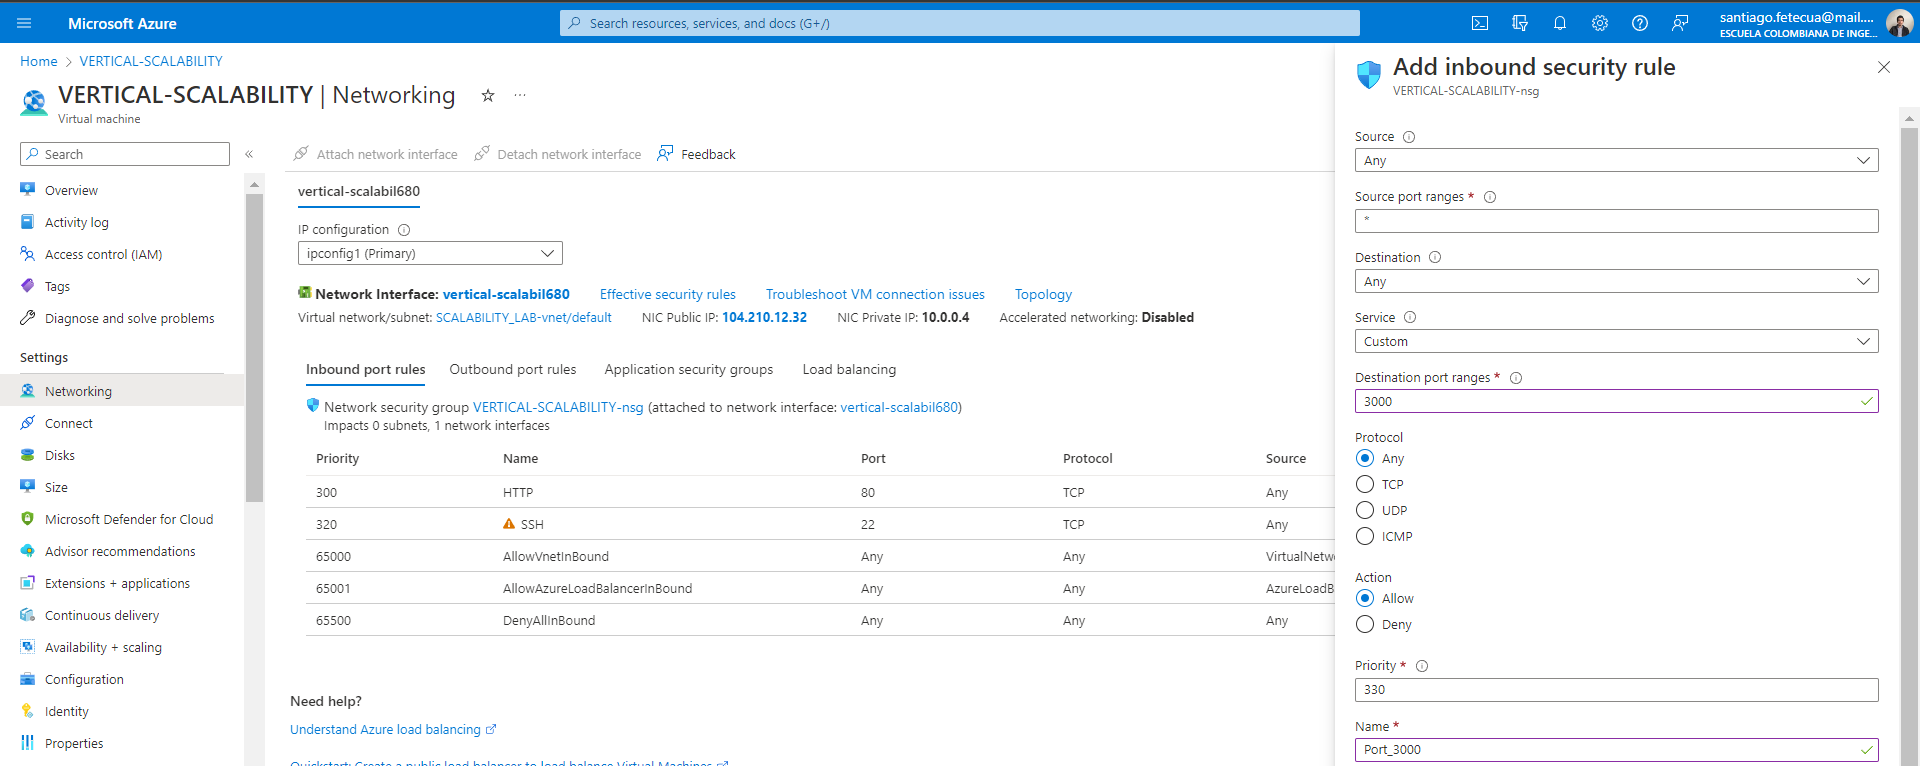 Microsoft Azure
Search resources, services, and docs (G+/)
santiago.fetecua@mail....
ESCUELA COLOMBIANA DE INGE...
Home > VERTICAL-SCALABILITY
VERTICAL-SCALABILITY | Networking
Virtual machine
Search
Overview
Activity log
Access control (IAM)
Tags
Diagnose and solve problems
Settings
Networking
Connect
Disks
Size
Microsoft Defender for Cloud
Advisor recommendations
Extensions + applications
Continuous delivery
Availability + scaling
Configuration
Identity
Properties
Attach network interface Detach network interface Feedback
vertical-scalabil680
IP configuration
ipconfig1 (Primary)
Network Interface: vertical-scalabil680 Effective security rules Troubleshoot VM connection issues Topology
Virtual network/subnet: SCALABILITY_LAB-vnet/default NIC Public IP: 104.210.12.32 NIC Private IP: 10.0.0.4 Accelerated networking: Disabled
Inbound port rules Outbound port rules Application security groups Load balancing
Network security group VERTICAL-SCALABILITY-nsg (attached to network interface: vertical-scalabil680)
Impacts 0 subnets, 1 network interfaces
Priority Name Port Protocol Source
300 HTTP 80 TCP Any
320 SSH 22 TCP Any
65000 AllowVnetInBound Any Any VirtualNetw
65001 AllowAzureLoadBalancerInBound Any Any AzureLoadB
65500 DenyAllInBound Any Any Any
Need help?
Understand Azure load balancing
Quickstart: Create a public load balancer to load balance Virtual Machines
Add inbound security rule
VERTICAL-SCALABILITY-nsg
Source
Any
Source port ranges *
*
Destination
Any
Service
Custom
Destination port ranges *
3000
Protocol
Any
TCP
UDP
ICMP
Action
Allow
Deny
Priority *
330
Name *
Port_3000